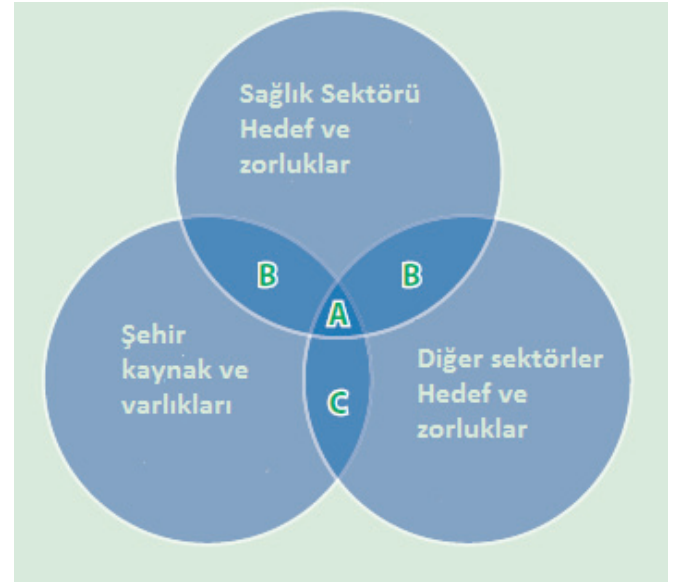 Sağlık Sektörü
Hedef ve
zorluklar
B
B
A
Şehir
kaynak ve
varlıkları
Diğer sektörler
Hedef ve
zorluklar
C